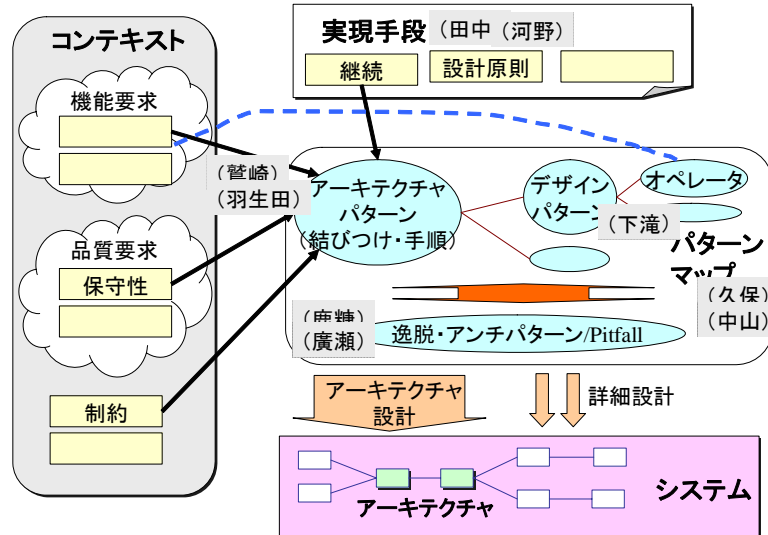 コンテキスト
機能要求
品質要求
保守性
制約
実現手段
（田中
（河野）
継続
設計原則
（鷲崎）
（羽生田）
アーキテクチャ
パターン
（結びつけ・手順）
デザイン
パターン
オペレータ
（下滝）
パターン
マップ
（久保）
（中山）
（鹿糠）
（廣瀬）
逸脱・アンチパターン/Pitfall
アーキテクチャ
設計
詳細設計
アーキテクチャ
システム